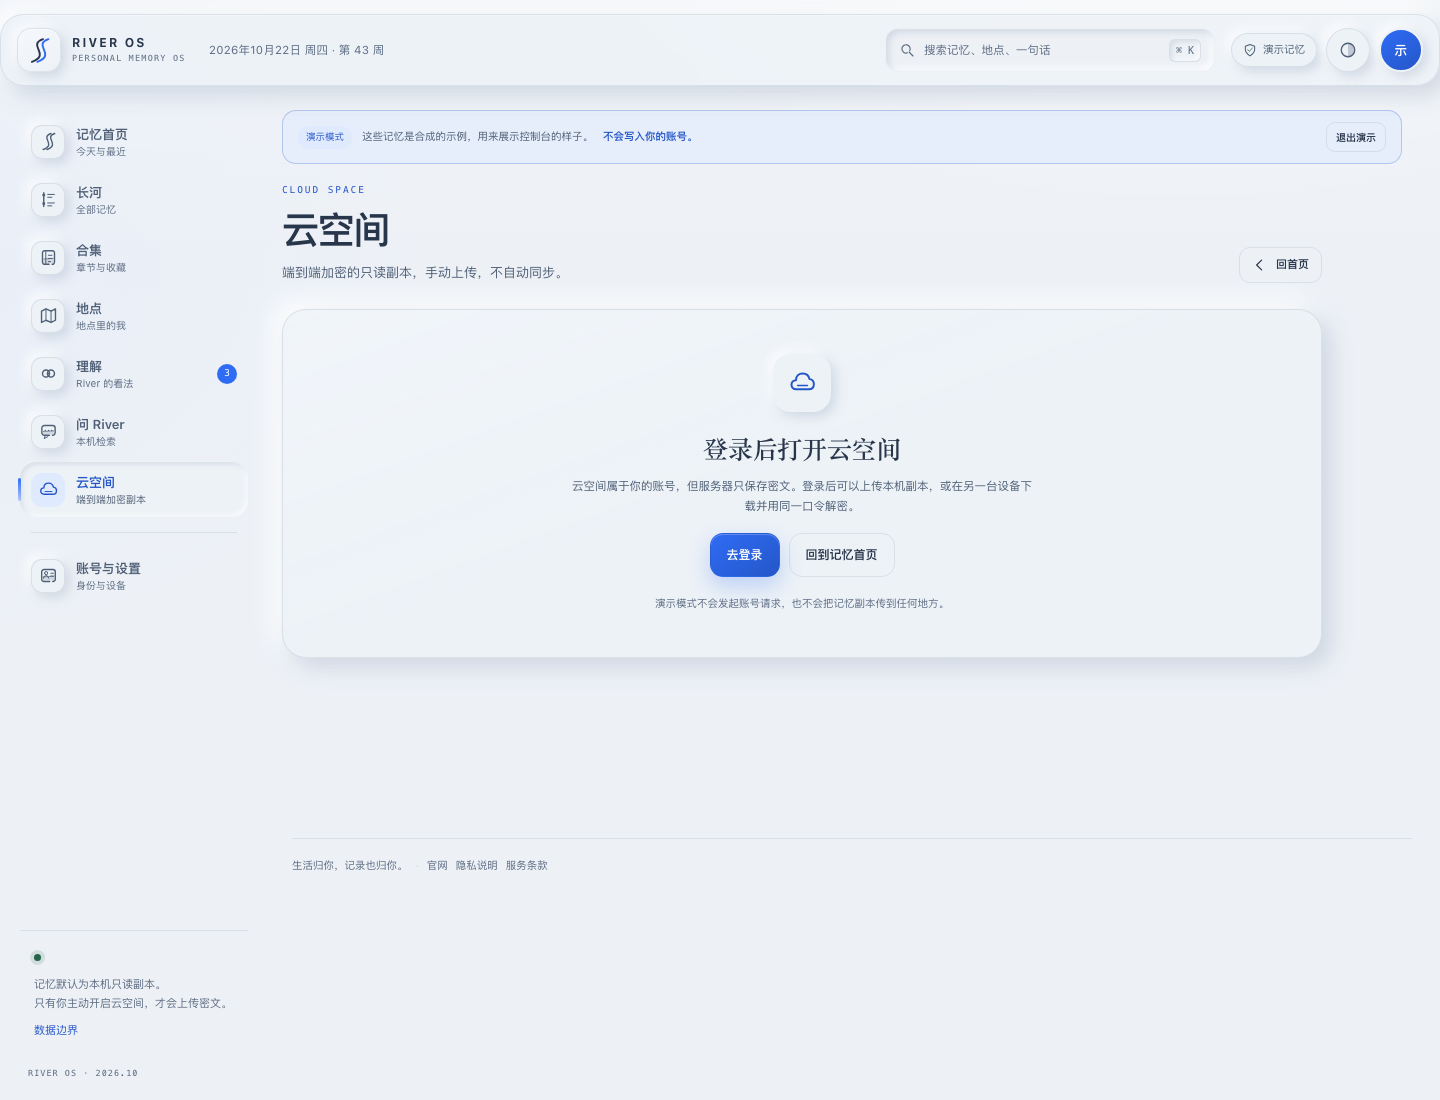 RIVER OS
PERSONAL MEMORY OS
2026年10月22日 周四 · 第 43 周
搜索记忆、地点、一句话
⌘ K
演示记忆
示
记忆首页
今天与最近
长河
全部记忆
合集
章节与收藏
地点
地点里的我
理解
River 的看法
3
问 River
本机检索
云空间
端到端加密副本
账号与设置
身份与设备
演示模式 这些记忆是合成的示例，用来展示控制台的样子。 不会写入你的账号。
退出演示
CLOUD SPACE
云空间
端到端加密的只读副本，手动上传，不自动同步。
回首页
登录后打开云空间
云空间属于你的账号，但服务器只保存密文。登录后可以上传本机副本，或在另一台设备下
载并用同一口令解密。
去登录
回到记忆首页
演示模式不会发起账号请求，也不会把记忆副本传到任何地方。
生活归你，记录也归你。 · 官网 隐私说明 服务条款
记忆默认为本机只读副本。
只有你主动开启云空间，才会上传密文。
数据边界
RIVER OS · 2026.10